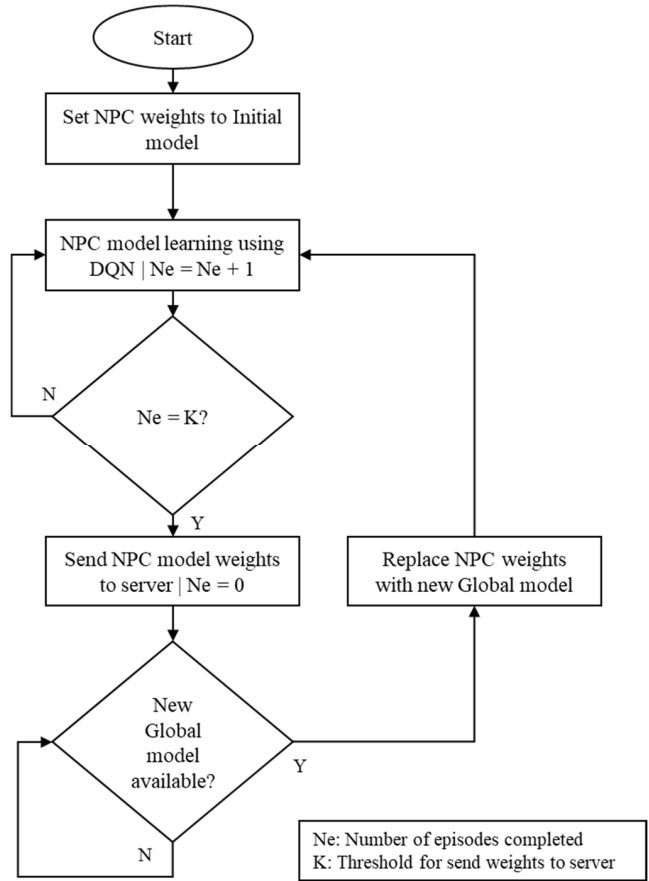 Start
Set NPC weights to Initial
model
NPC model learning using
DQN | Ne = Ne + 1
N
Ne = K?
Y
Send NPC model weights
to server | Ne = 0
Replace NPC weights
with new Global model
New
Global
model
available?
Y
N
Ne: Number of episodes completed
K: Threshold for send weights to server